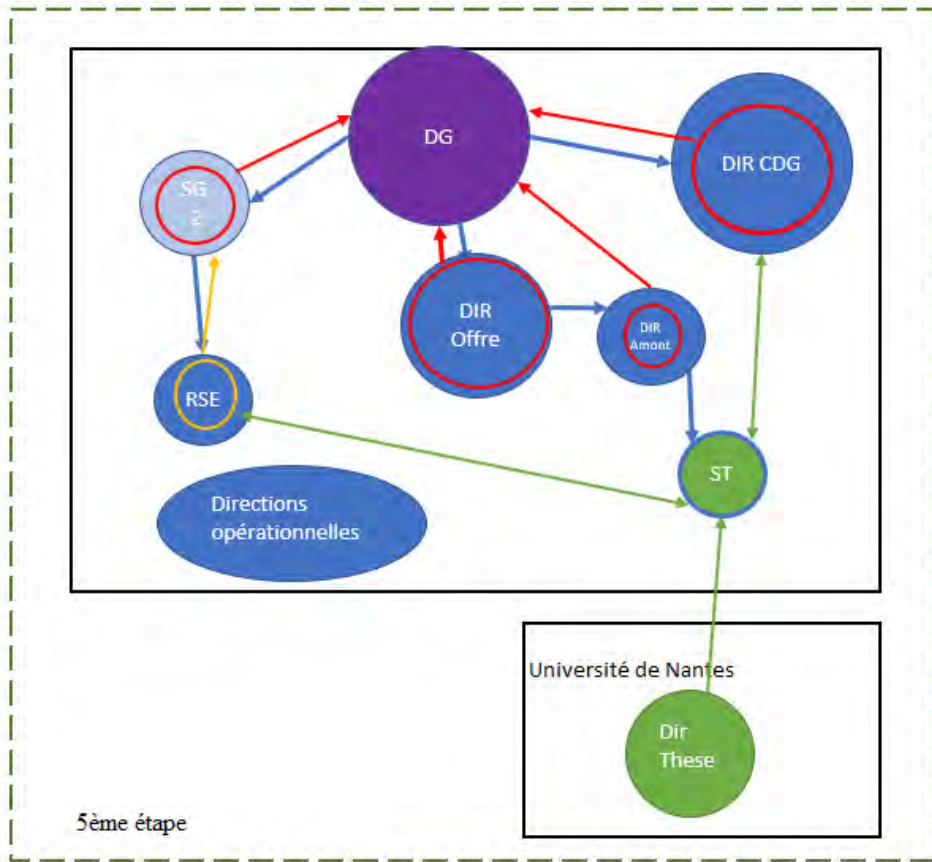 DG
DIR CDG
SG
2
DIR
Offre
DIR
Amont
RSE
ST
Directions
opérationnelles
Université de Nantes
Dir
These
5ème étape